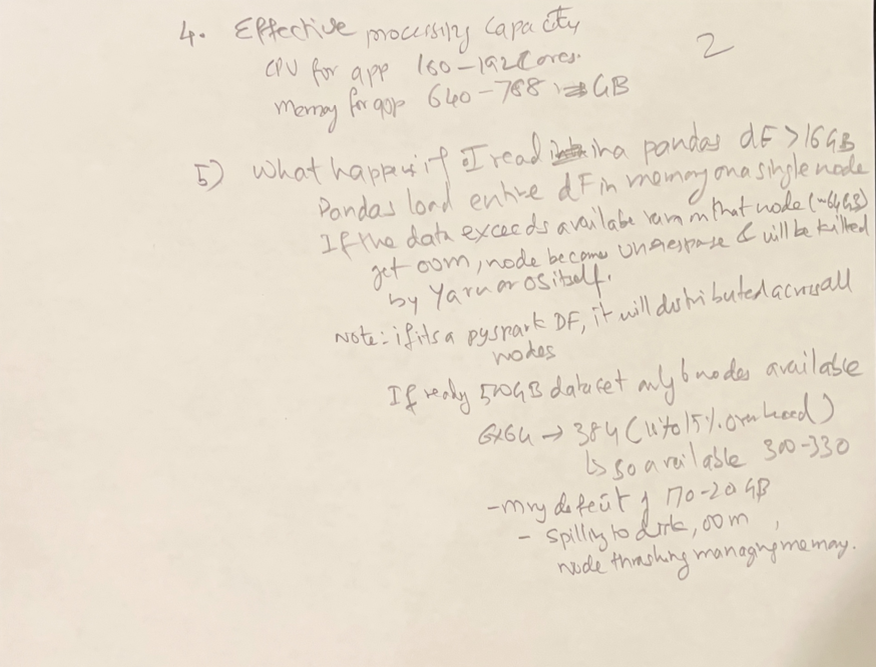 2
4. Effective processing capacity
CPU for app 160-192 Cores.
Memory for app 640-768 GB
5) What happens if I read in a pandas dF > 16GB
Pandas load entire dF in memory on a single node
If the data exceeds available ram on that node (~64GB)
get oom, node become & will be killed
by Yarn or OS itself.
Note: if its a pyspark DF, it will distributed across all
nodes
If ready 500GB dataset only 6 nodes available
6x64 → 384 (10 to 15% overhead)
↳ so available 300-330
- mry deficit of 170-20 GB
- spilling to disk, oom,
node thrashing managing memory.